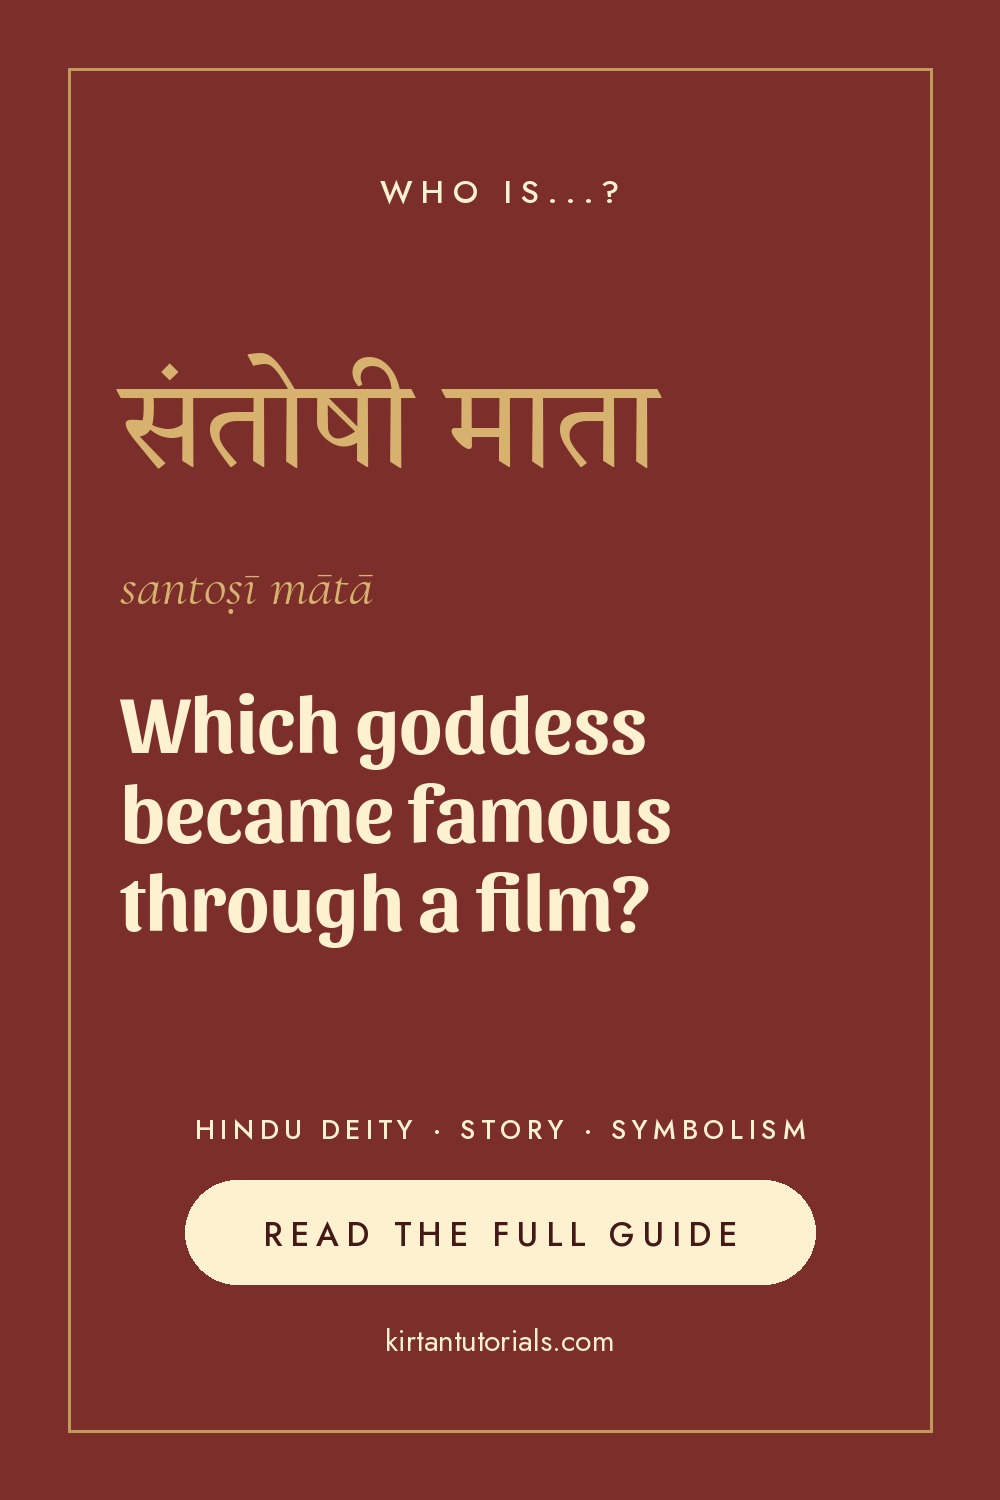 WHO IS...?
संतोषी माता
santoṣī mātā
Which goddess
became famous
through a film?
HINDU DEITY · STORY · SYMBOLISM
READ THE FULL GUIDE
kirtantutorials.com